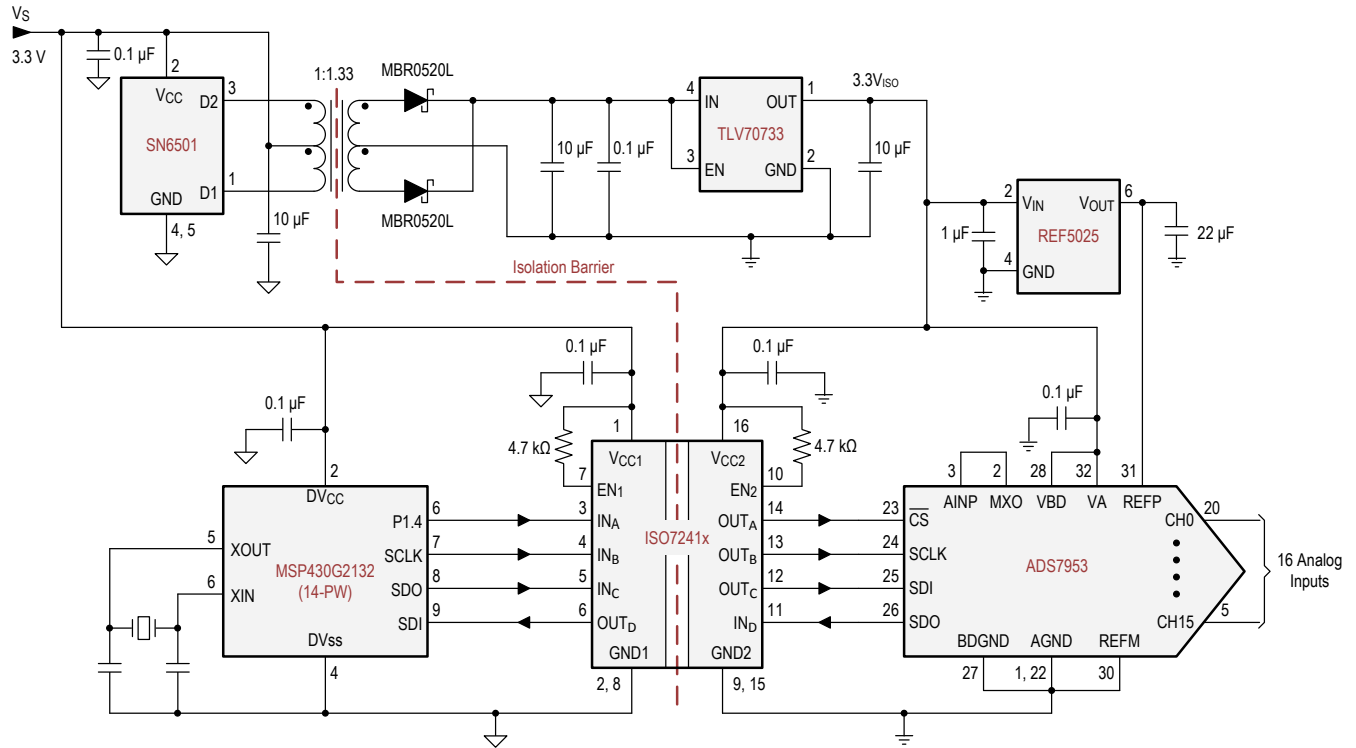 VS
3.3 V
0.1 µF
2
VCC
D2
3
SN6501
D1
1
GND
4, 5
10 µF
1:1.33
MBR0520L
MBR0520L
10 µF
0.1 µF
4
IN
OUT
1
TLV70733
3
EN
GND
2
3.3VISO
10 µF
2
VIN
VOUT
6
REF5025
1 µF
4
GND
22 µF
Isolation Barrier
0.1 µF
2
DVCC
5
XOUT
6
XIN
MSP430G2132
(14-PW)
P1.4
6
SCLK
7
SDO
8
SDI
9
DVss
4
0.1 µF
4.7 kΩ
1
VCC1
7
EN1
3
INA
4
INB
5
INC
6
OUTD
GND1
2, 8
ISO7241x
0.1 µF
4.7 kΩ
16
VCC2
10
EN2
14
OUTA
13
OUTB
12
OUTC
11
IND
GND2
9, 15
0.1 µF
3
2
28
32
31
AINP
MXO
VBD
VA
REFP
23
CS
24
SCLK
25
SDI
26
SDO
ADS7953
CH0
20
CH15
5
16 Analog
Inputs
BDGND
AGND
REFM
27
1, 22
30